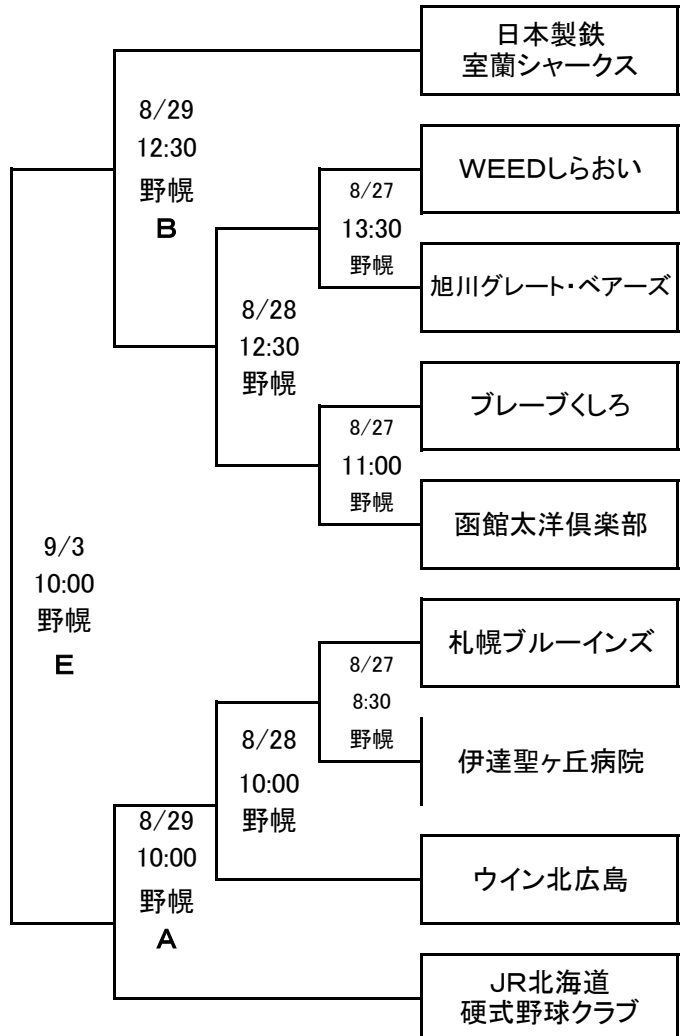 日本製鉄
室蘭シャークス
8/29
12:30
野幌
B
WEEDしらおい
8/27
13:30
野幌
旭川グレート・ベアーズ
8/28
12:30
野幌
ブレーブくしろ
8/27
11:00
野幌
函館太洋倶楽部
9/3
10:00
野幌
E
札幌ブルーインズ
8/27
8:30
野幌
伊達聖ヶ丘病院
8/28
10:00
野幌
8/29
10:00
野幌
A
ウイン北広島
JR北海道
硬式野球クラブ